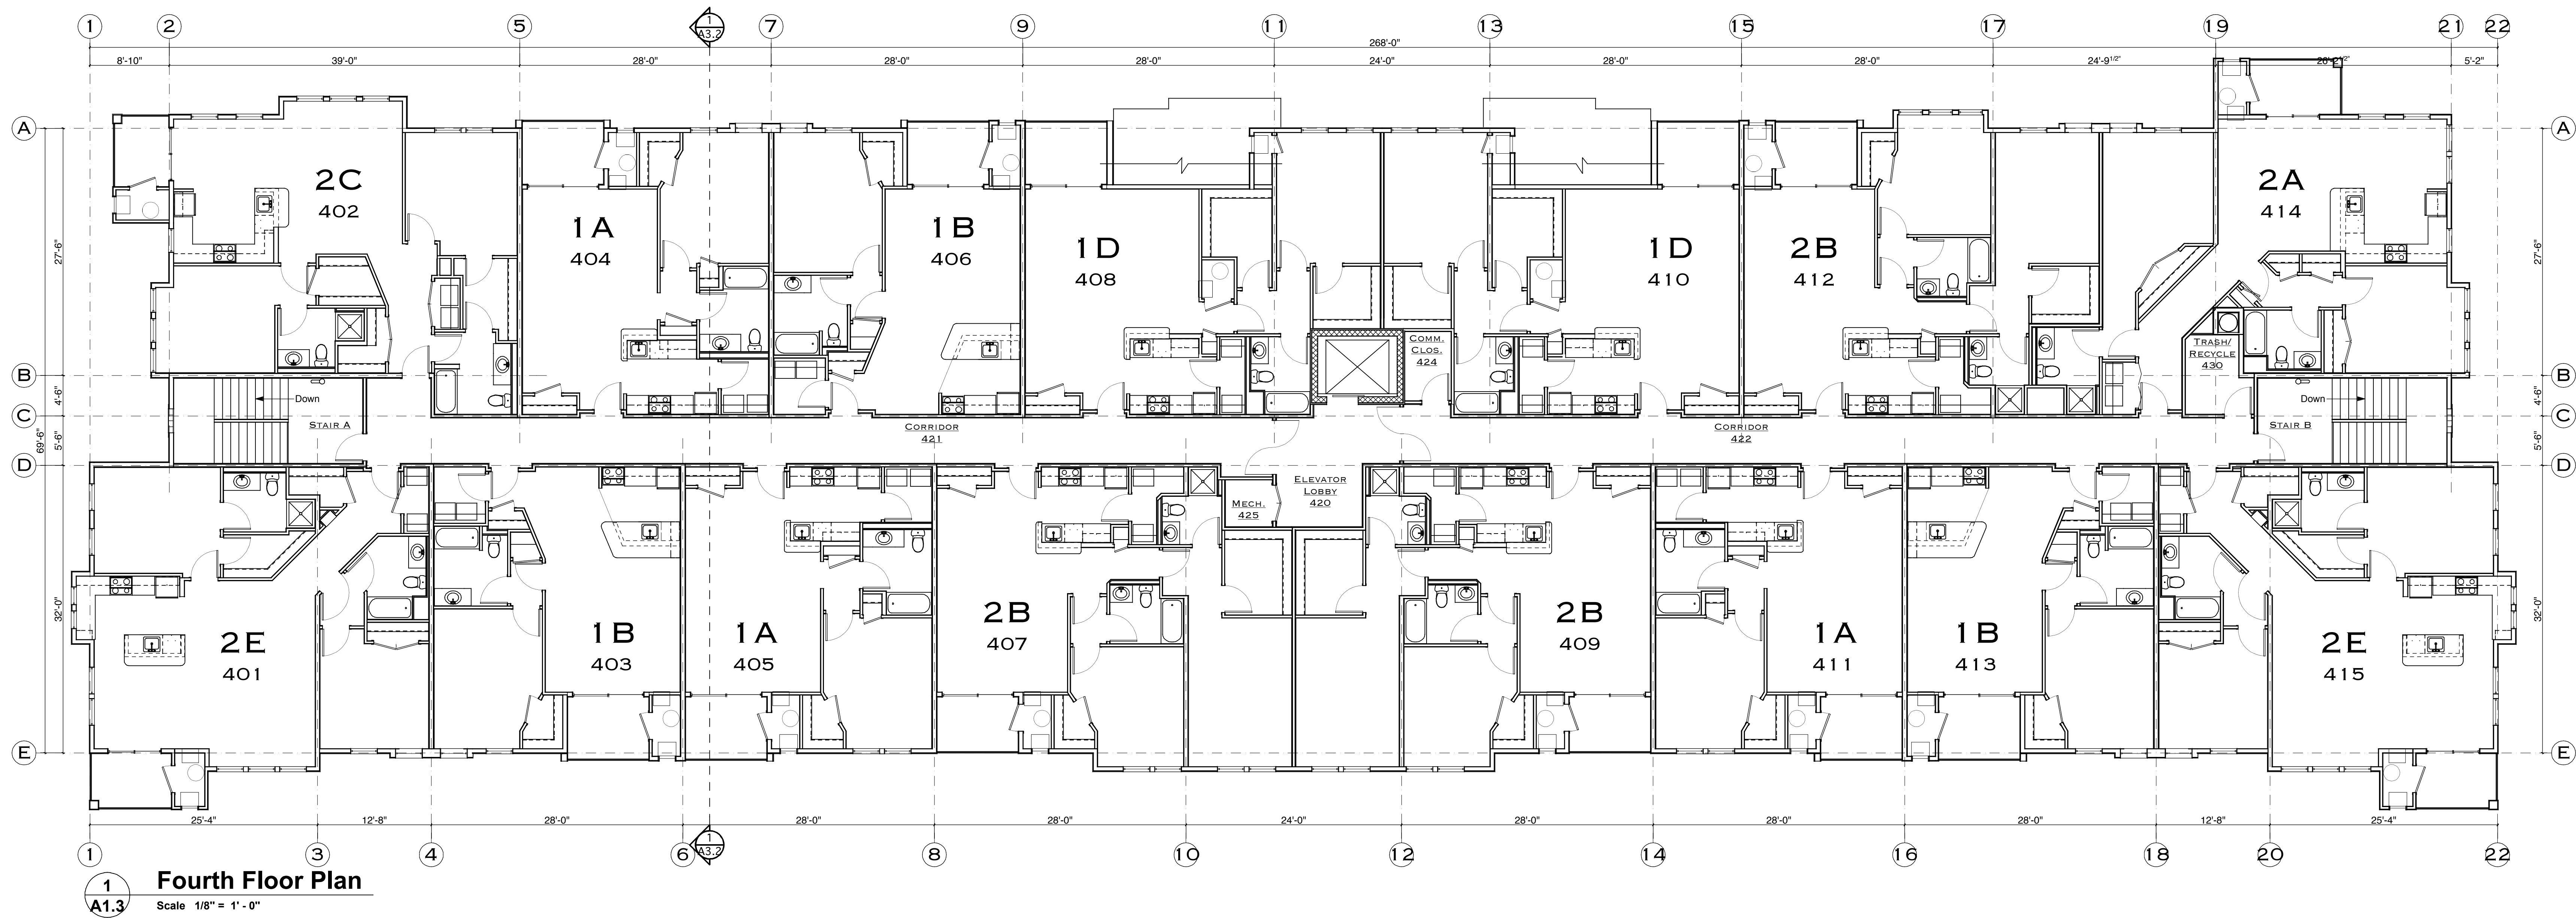 1 2 5 1 7 9 11 13 15 17 19 21 22
A3.2
268'-0"
8'-10" 39'-0" 28'-0" 28'-0" 28'-0" 24'-0" 28'-0" 28'-0" 24'-9 1/2" 5'-2"
A A
2C
402
1A
404
1B
406
1D
408
1D
410
2B
412
2A
414
27'-6" 27'-6"
COMM.
CLOS.
424
TRASH/
RECYCLE
430
B B
4'-6" Down Down 4'-6"
C C
STAIR A
CORRIDOR
421
CORRIDOR
422
STAIR B
69'-6" 5'-6" 5'-6"
D D
MECH.
425
ELEVATOR
LOBBY
420
32'-0" 32'-0"
2E
401
1B
403
1A
405
2B
407
2B
409
1A
411
1B
413
2E
415
E E
25'-4" 12'-8" 28'-0" 28'-0" 28'-0" 24'-0" 28'-0" 28'-0" 28'-0" 12'-8" 25'-4"
1 3 4 6 1 8 10 12 14 16 18 20 22
A3.2
1
A1.3
Fourth Floor Plan
Scale 1/8" = 1' - 0"